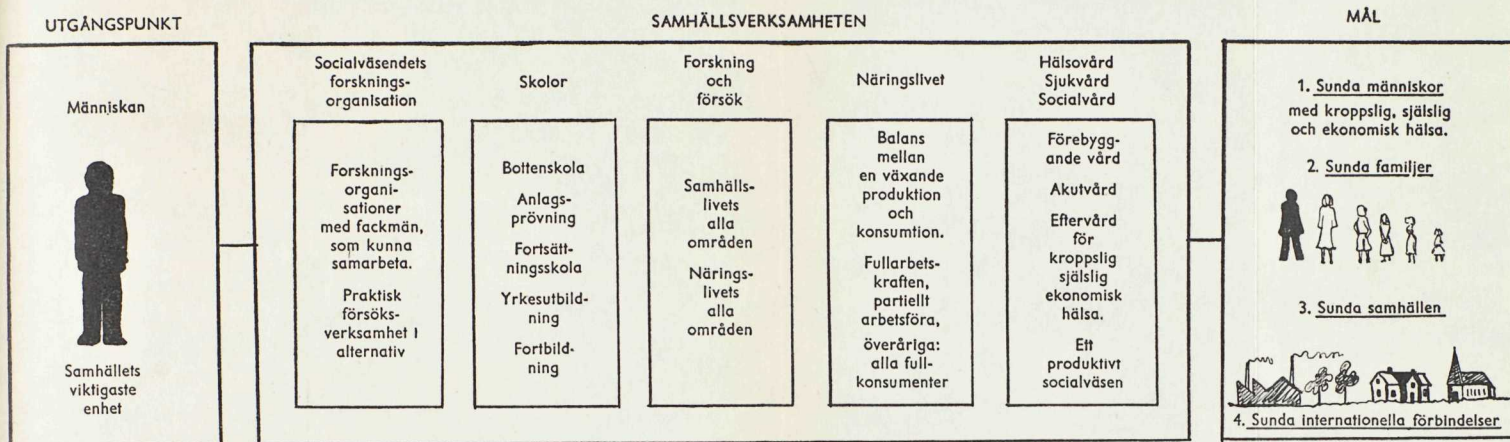 UTGÅNGSPUNKT
Människan
Samhällets
viktigaste
enhet
SAMHÄLLSVERKSAMHETEN
Socialväsendets
forsknings-
organisation
Forsknings-
organi-
sationer
med fackmän,
som kunna
samarbeta.
Praktisk
försöks-
verksamhet i
alternativ
Skolor
Bottenskola
Anlags-
prövning
Fortsätt-
ningsskola
Yrkesutbild-
ning
Fortbild-
ning
Forskning
och
försök
Samhälls-
livets
alla
områden
Närings-
livets
alla
områden
Näringslivet
Balans
mellan
en växande
produktion
och
konsumtion.
Fullarbets-
kraften,
partiellt
arbetsföra,
överåriga:
alla full-
konsumenter
Hälsovård
Sjukvård
Socialvård
Förebygg-
ande vård
Akutvård
Eftervård
för
kroppslig
själslig
ekonomisk
hälsa.
Ett
produktivt
socialväsen
MÅL
1. Sunda människor
med kroppslig, själslig
och ekonomisk hälsa.
2. Sunda familjer
3. Sunda samhällen
4. Sunda internationella förbindelser